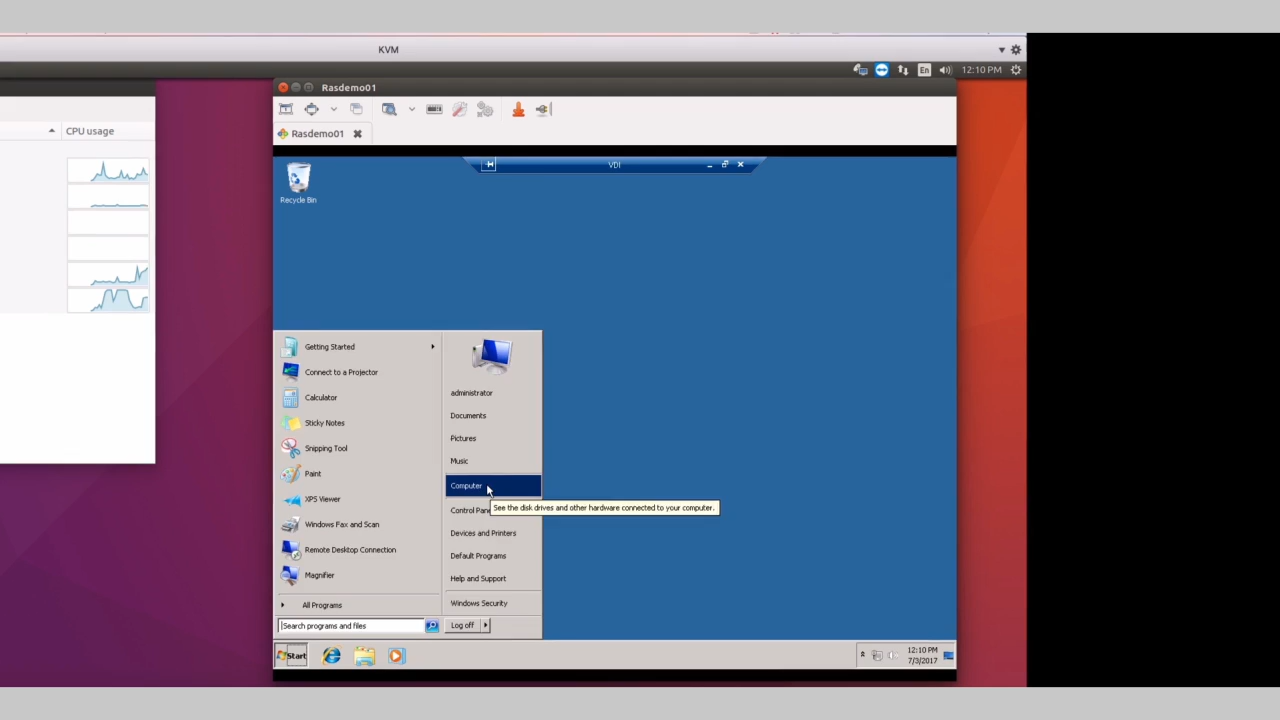 KVM
En
12:10 PM
Rasdemo01
CPU usage
Rasdemo01
VDI
Recycle Bin
Getting Started
Connect to a Projector
Calculator
Sticky Notes
Snipping Tool
Paint
XPS Viewer
Windows Fax and Scan
Remote Desktop Connection
Magnifier
All Programs
Search programs and files
administrator
Documents
Pictures
Music
Computer
See the disk drives and other hardware connected to your computer.
Control Pane
Devices and Printers
Default Programs
Help and Support
Windows Security
Log off
Start
12:10 PM
7/3/2017